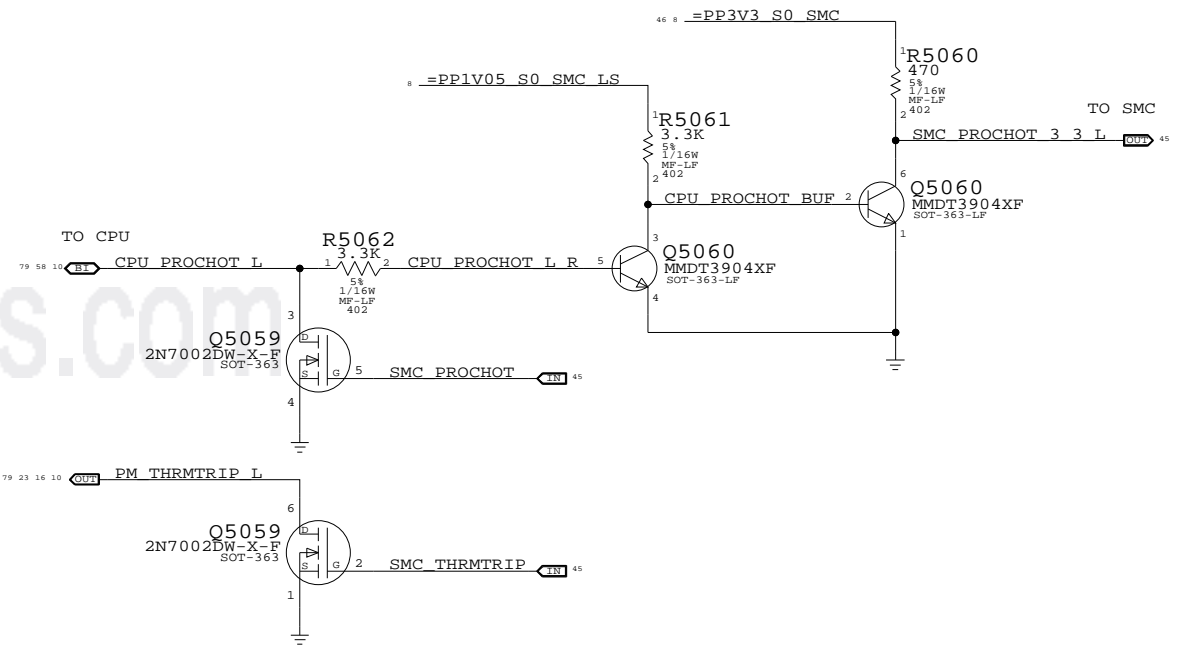 46 8 =PP3V3_S0_SMC
1 R5060
470
5%
1/16W
MF-LF
2 402
8 =PP1V05_S0_SMC_LS
1 R5061
3.3K
5%
1/16W
MF-LF
402
2
TO SMC
SMC_PROCHOT_3_3_L OUT 45
6
Q5060
MMDT3904XF
SOT-363-LF
1
CPU_PROCHOT_BUF 2
TO CPU
79 58 10 BI CPU_PROCHOT_L
R5062
3.3K
1 2
5%
1/16W
MF-LF
402
CPU_PROCHOT_L_R 5
3
Q5060
MMDT3904XF
SOT-363-LF
4
s.com
3
Q5059
2N7002DW-X-F
SOT-363
D
S G 5
SMC_PROCHOT IN 45
4
79 23 16 10 OUT PM_THRMTRIP_L
6
Q5059
2N7002DW-X-F
SOT-363
D
S G 2
SMC_THRMTRIP IN 45
1